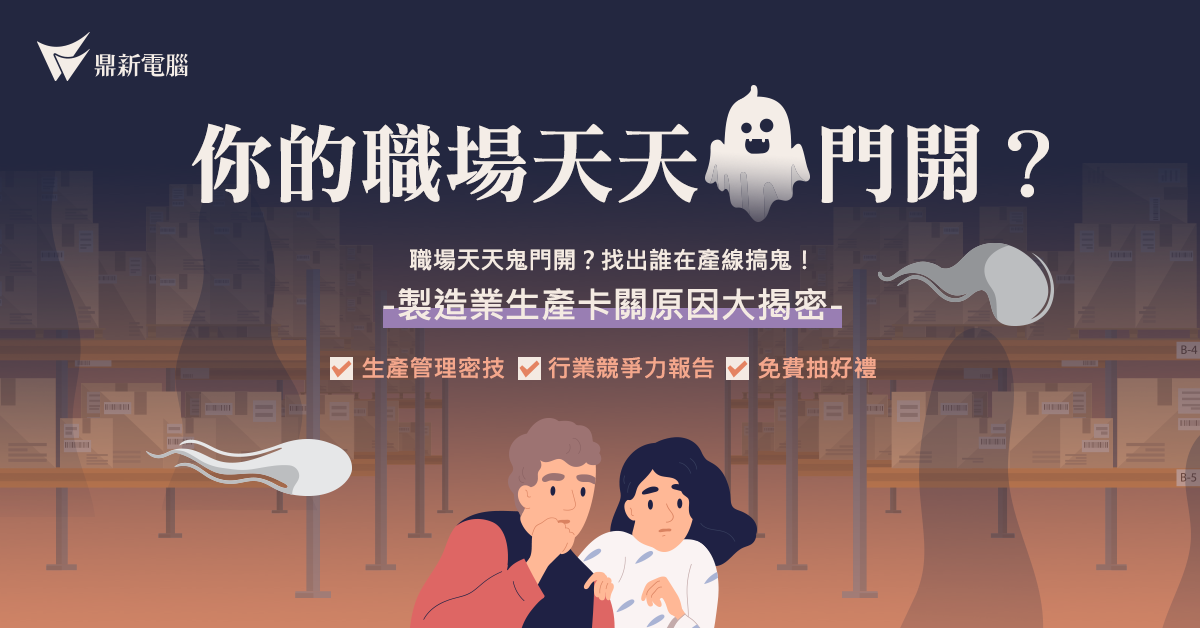 鼎新電腦
你的職場天天門開？
職場天天鬼門開？找出誰在產線搞鬼！
-製造業生產卡關原因大揭密-
生產管理密技 行業競爭力報告 免費抽好禮
B-4
B-5